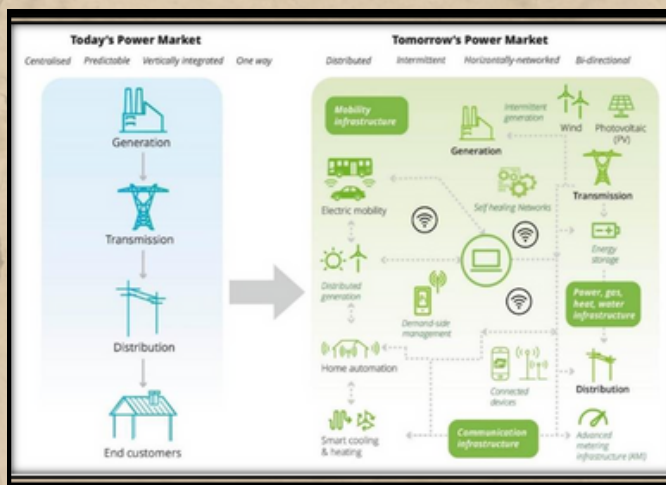 Today's Power Market
Centralised Predictable Vertically integrated One way
Generation
Transmission
Distribution
End customers
Tomorrow's Power Market
Distributed Intermittent Horizontally-networked Bi-directional
Mobility
infrastructure
Intermittent
generation
Wind
Photovoltaic
(PV)
Generation
Electric mobility
Self healing Networks
Transmission
Energy
storage
Distributed
generation
Demand-side
management
Power, gas,
heat, water
infrastructure
Home automation
Connected
devices
Distribution
Smart cooling
& heating
Communication
infrastructure
Advanced
metering
infrastructure (AMI)